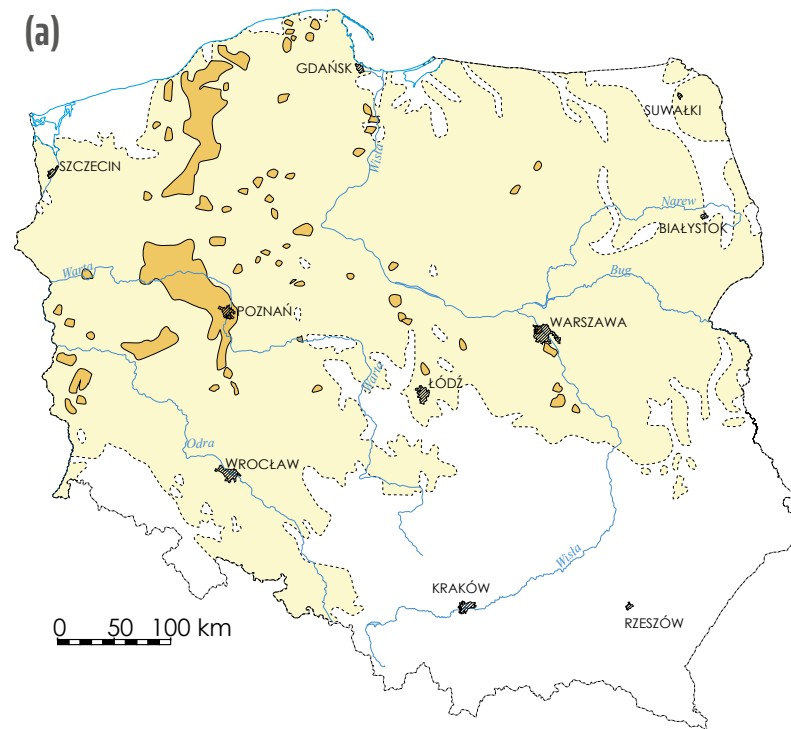 (a)
GDAŃSK
SUWAŁKI
SZCZECIN
Wisła
Narew
BIAŁYSTOK
Warta
Bug
POZNAŃ
WARSZAWA
Warta
ŁÓDŹ
Odra
WROCŁAW
Wisła
KRAKÓW
RZESZÓW
0 50 100 km